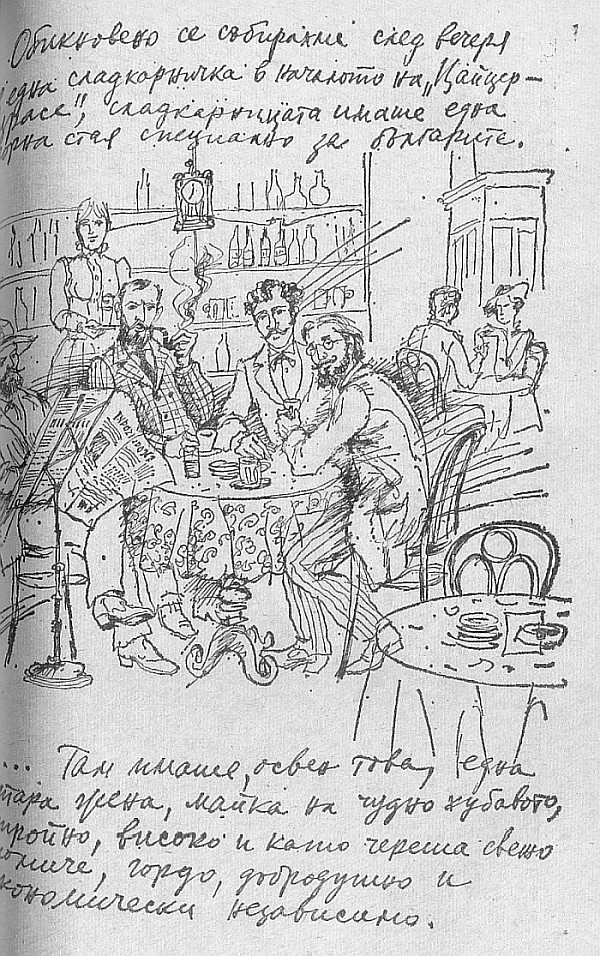 Обикновено се събирахме след вечеря
една сладкарничка в началото на „Цайцер-
расе", сладкарницата имаше една
рна стая специално за българите.
... Там имаше, освен това, една
тара жена, майка на чудно хубавото,
тройно, високо и като череша свежо
омиче, гордо, добродушно и
кономически независимо.